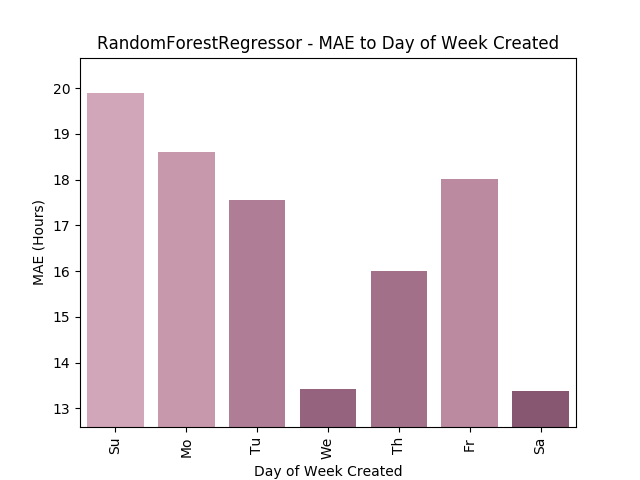 RandomForestRegressor - MAE to Day of Week Created
MAE (Hours)
20
19
18
17
16
15
14
13
Su
Mo
Tu
We
Th
Fr
Sa
Day of Week Created